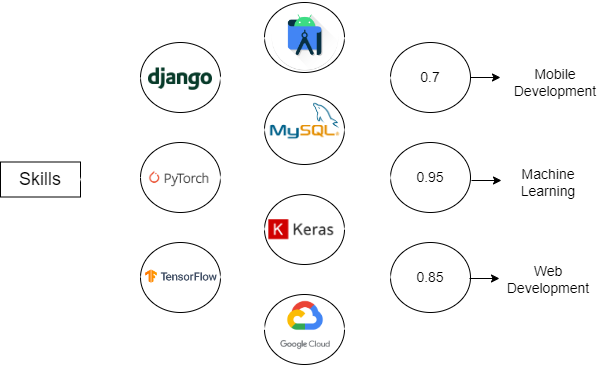 Skills
django
PyTorch
TensorFlow
AI
MySQL®
K Keras
Google Cloud
0.7
Mobile
Development
0.95
Machine
Learning
0.85
Web
Development